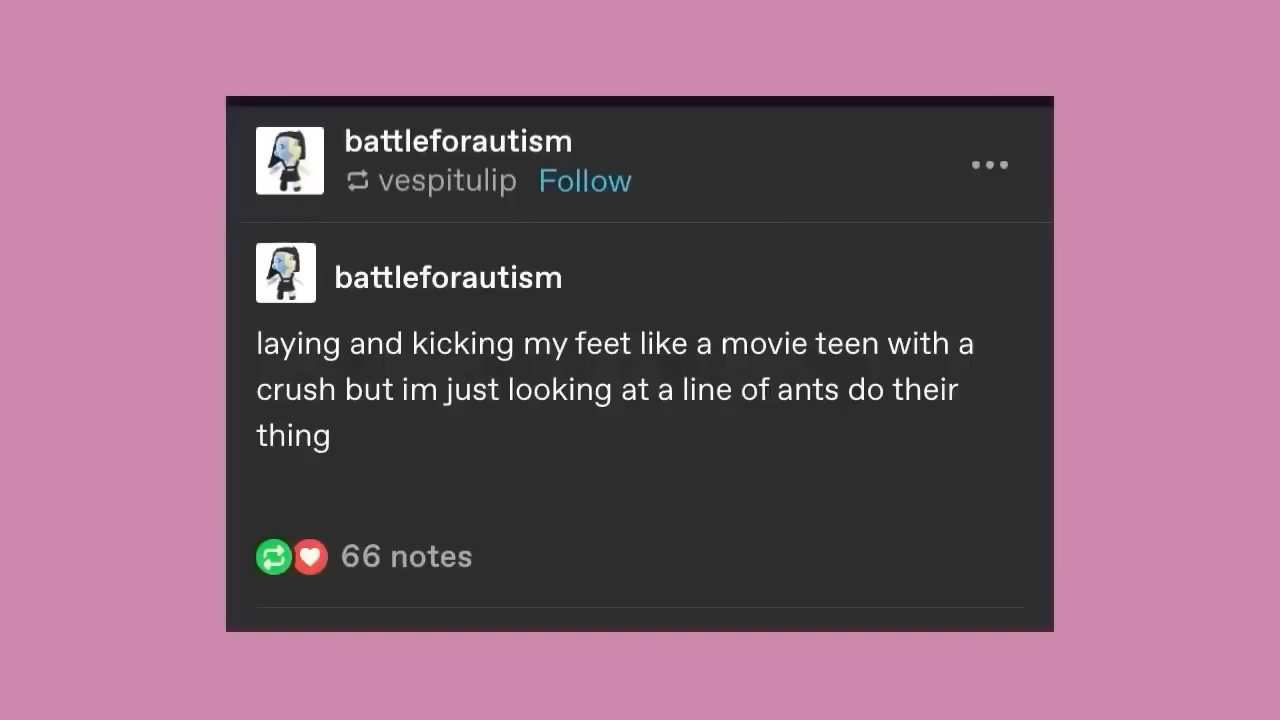 battleforautism
vespitulip Follow
battleforautism
laying and kicking my feet like a movie teen with a
crush but im just looking at a line of ants do their
thing
66 notes